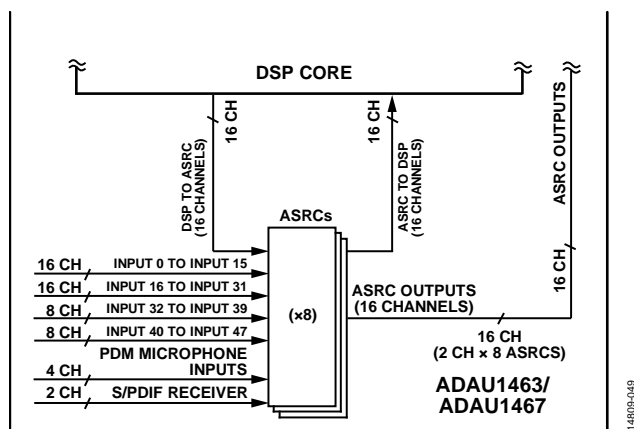 DSP CORE
16 CH
DSP TO ASRC
(16 CHANNELS)
16 CH
ASRC TO DSP
(16 CHANNELS)
ASRC OUTPUTS
16 CH
ASRCs
(×8)
16 CH INPUT 0 TO INPUT 15
16 CH INPUT 16 TO INPUT 31
8 CH INPUT 32 TO INPUT 39
8 CH INPUT 40 TO INPUT 47
PDM MICROPHONE
INPUTS
4 CH
2 CH S/PDIF RECEIVER
ASRC OUTPUTS
(16 CHANNELS)
16 CH
(2 CH × 8 ASRCS)
ADAU1463/
ADAU1467
14809-049